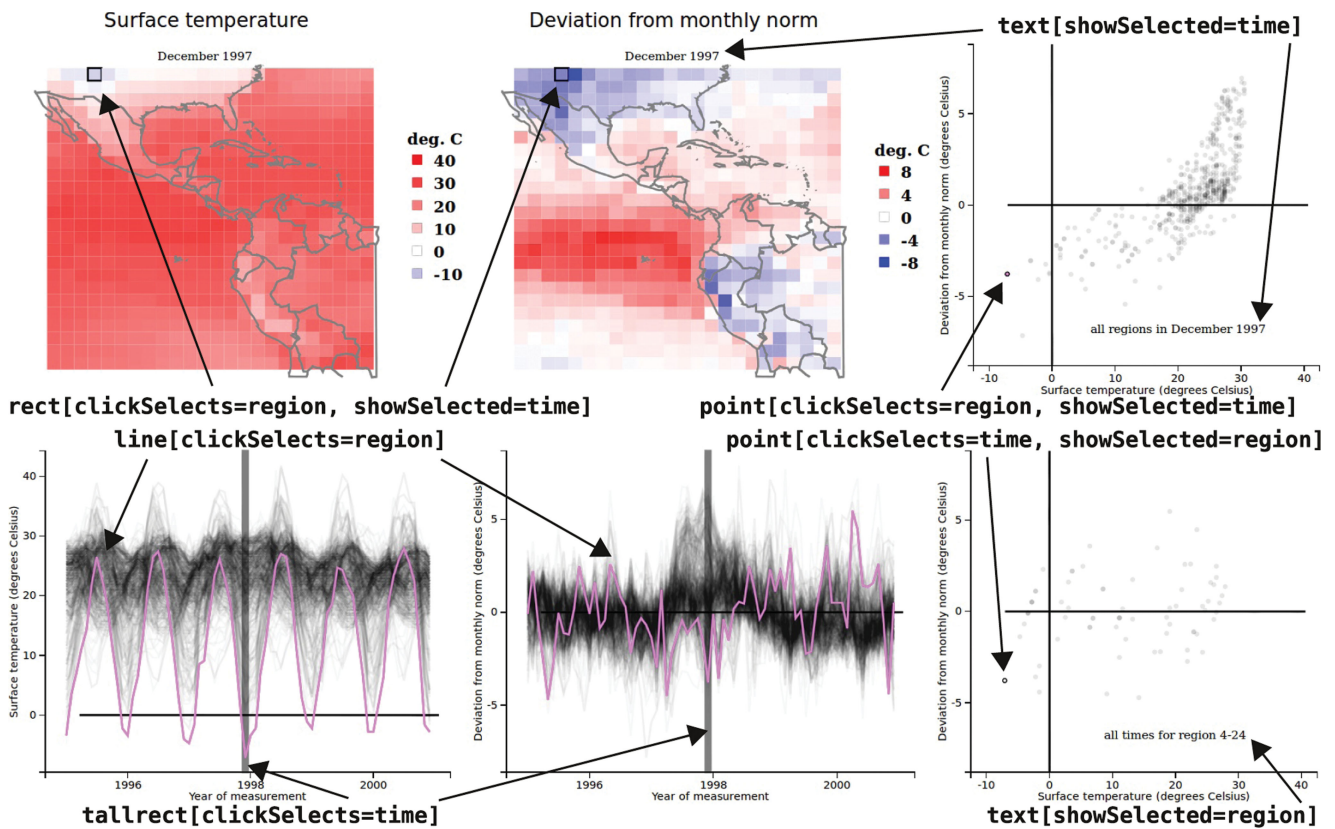 Surface temperature
Deviation from monthly norm
text[showSelected=time]
December 1997
December 1997
deg. C
40
30
20
10
0
-10
deg. C
8
4
0
-4
-8
Deviation from monthly norm (degrees Celsius)
5
0
-5
all regions in December 1997
-10
0
10
20
30
40
Surface temperature (degrees Celsius)
rect[clickSelects=region, showSelected=time]
point[clickSelects=region, showSelected=time]
line[clickSelects=region]
point[clickSelects=time, showSelected=region]
Surface temperature (degrees Celsius)
40
30
20
10
0
1996
1998
2000
Year of measurement
Deviation from monthly norm (degrees Celsius)
5
0
-5
1996
1998
2000
Year of measurement
Deviation from monthly norm (degrees Celsius)
5
0
-5
all times for region 4-24
-10
0
10
20
30
40
Surface temperature (degrees Celsius)
tallrect[clickSelects=time]
text[showSelected=region]